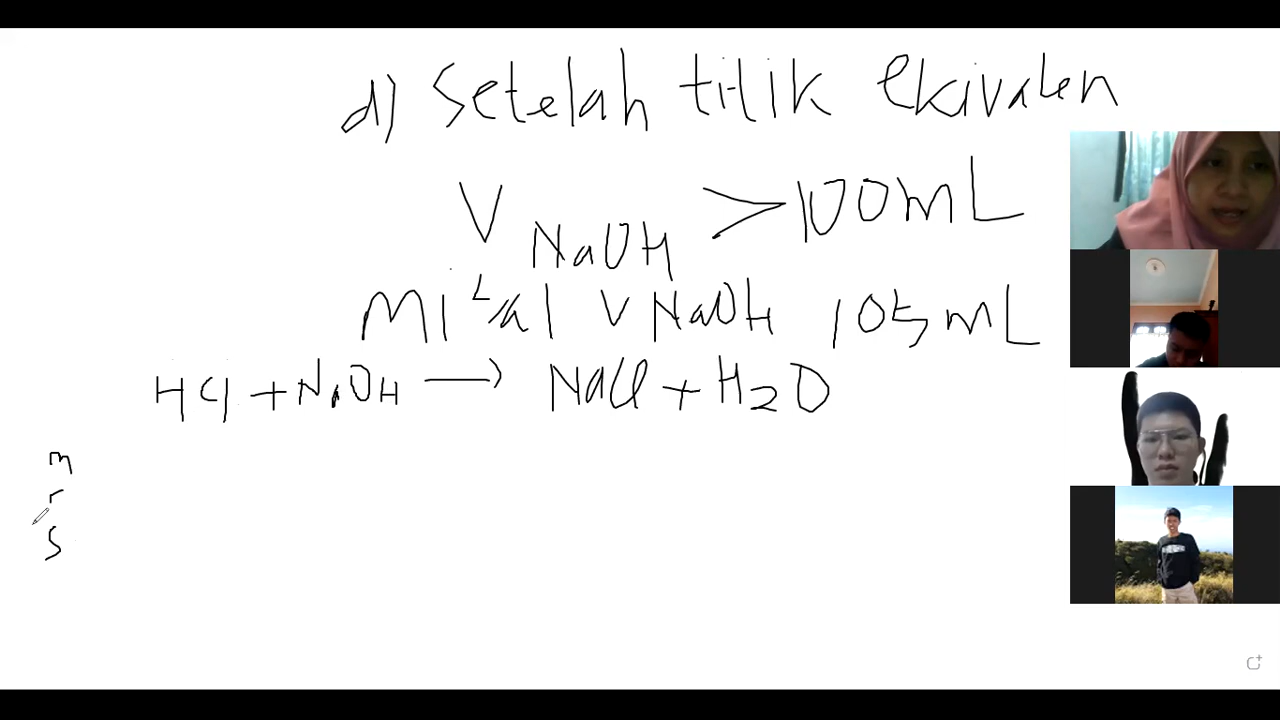 d) Setelah titik ekivalen
V NaOH > 100 mL
Misal V NaOH 105 mL
HCl + NaOH → NaCl + H2O
m
r
s